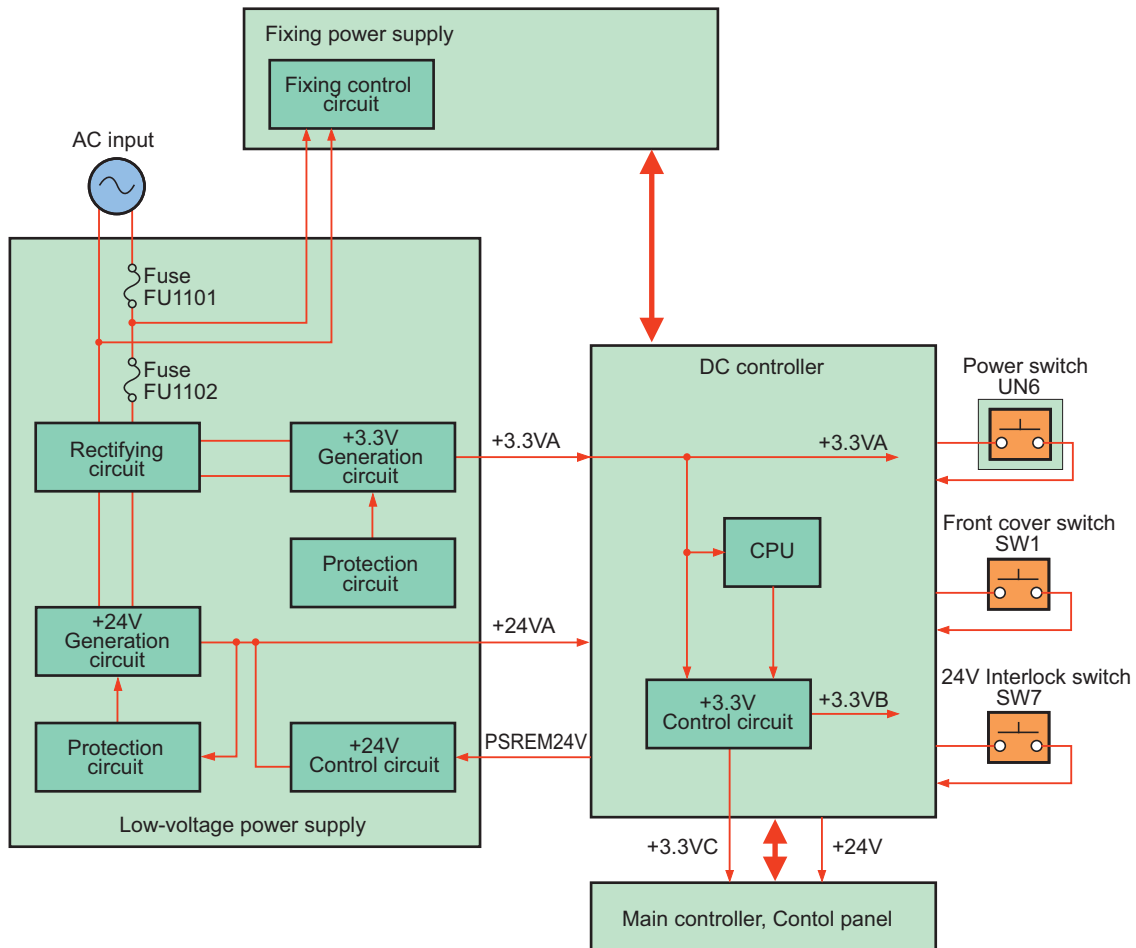 Fixing power supply
Fixing control
circuit
AC input
Fuse
FU1101
Fuse
FU1102
Rectifying
circuit
+3.3V
Generation
circuit
+3.3VA
Protection
circuit
+24V
Generation
circuit
+24VA
Protection
circuit
+24V
Control circuit
PSREM24V
Low-voltage power supply
DC controller
+3.3VA
CPU
+3.3V
Control circuit
+3.3VB
Power switch
UN6
Front cover switch
SW1
24V Interlock switch
SW7
+3.3VC
+24V
Main controller, Contol panel